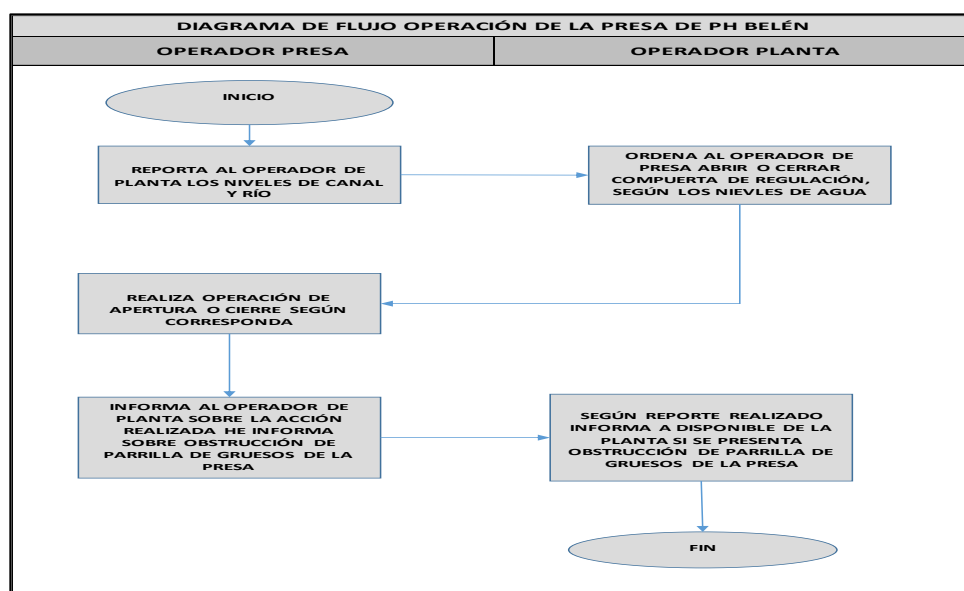 DIAGRAMA DE FLUJO OPERACIÓN DE LA PRESA DE PH BELÉN
OPERADOR PRESA
OPERADOR PLANTA
INICIO
REPORTA AL OPERADOR DE
PLANTA LOS NIVELES DE CANAL
Y RÍO
ORDENA AL OPERADOR DE
PRESA ABRIR O CERRAR
COMPUERTA DE REGULACIÓN,
SEGÚN LOS NIEVLES DE AGUA
REALIZA OPERACIÓN DE
APERTURA O CIERRE SEGÚN
CORRESPONDA
INFORMA AL OPERADOR DE
PLANTA SOBRE LA ACCIÓN
REALIZADA HE INFORMA
SOBRE OBSTRUCCIÓN DE
PARRILLA DE GRUESOS DE LA
PRESA
SEGÚN REPORTE REALIZADO
INFORMA A DISPONIBLE DE LA
PLANTA SI SE PRESENTA
OBSTRUCCIÓN DE PARRILLA DE
GRUESOS DE LA PRESA
FIN